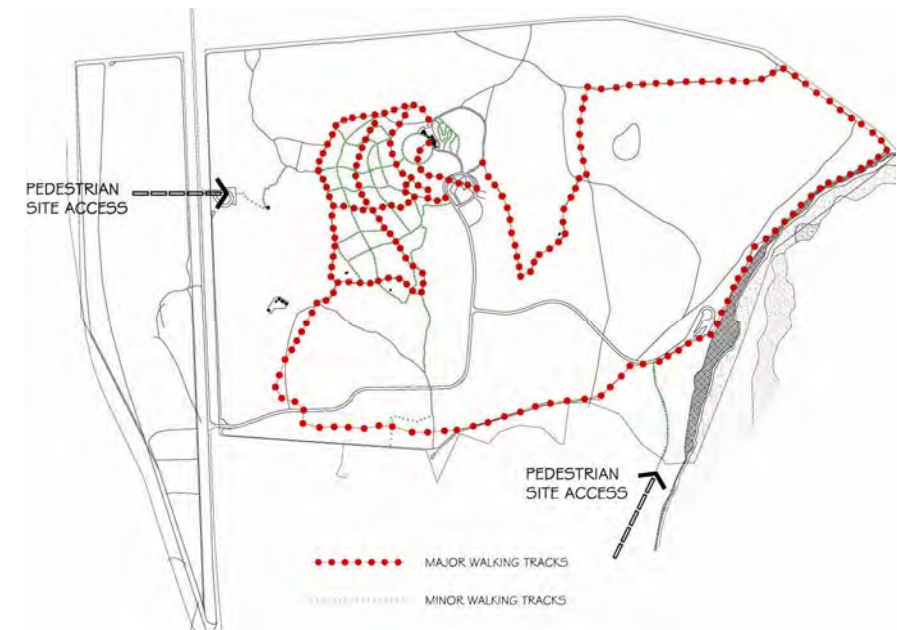 PEDESTRIAN
SITE ACCESS
PEDESTRIAN
SITE ACCESS
MAJOR WALKING TRACKS
MINOR WALKING TRACKS